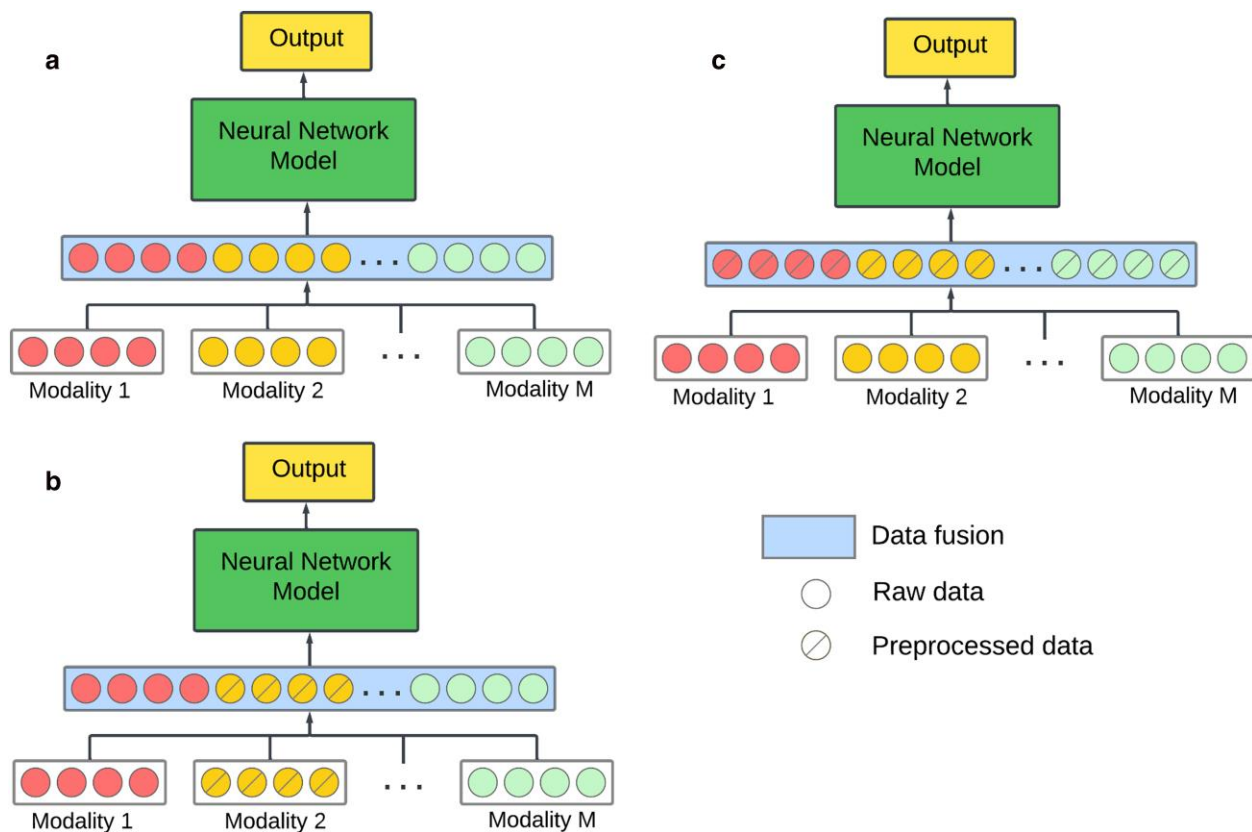 a
Output
Neural Network
Model
. . .
. . .
Modality 1
Modality 2
Modality M
b
Output
Neural Network
Model
. . .
. . .
Modality 1
Modality 2
Modality M
c
Output
Neural Network
Model
. . .
. . .
Modality 1
Modality 2
Modality M
Data fusion
Raw data
Preprocessed data